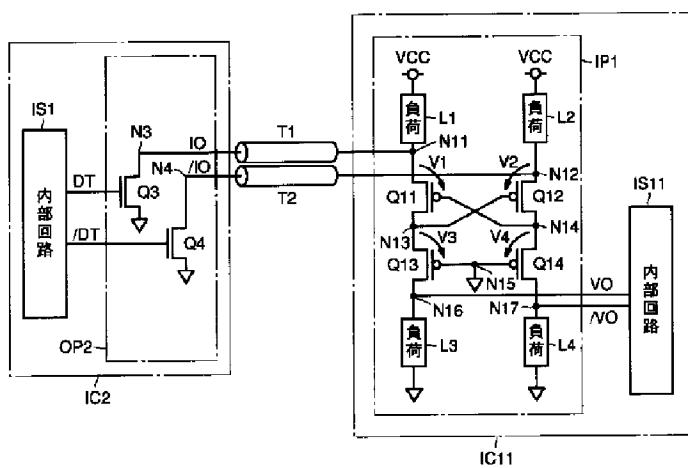 IP1
VCC
VCC
IS1
負荷
負荷
L1
L2
N3
IO
T1
N11
N4
/IO
V1
V2
N12
IS11
DT
Q3
T2
Q11
Q12
内部回路
N13
V3
V4
N14
/DT
Q4
Q13
N15
Q14
VO
内部回路
N16
N17
/VO
OP2
負荷
L3
負荷
L4
IC2
IC11